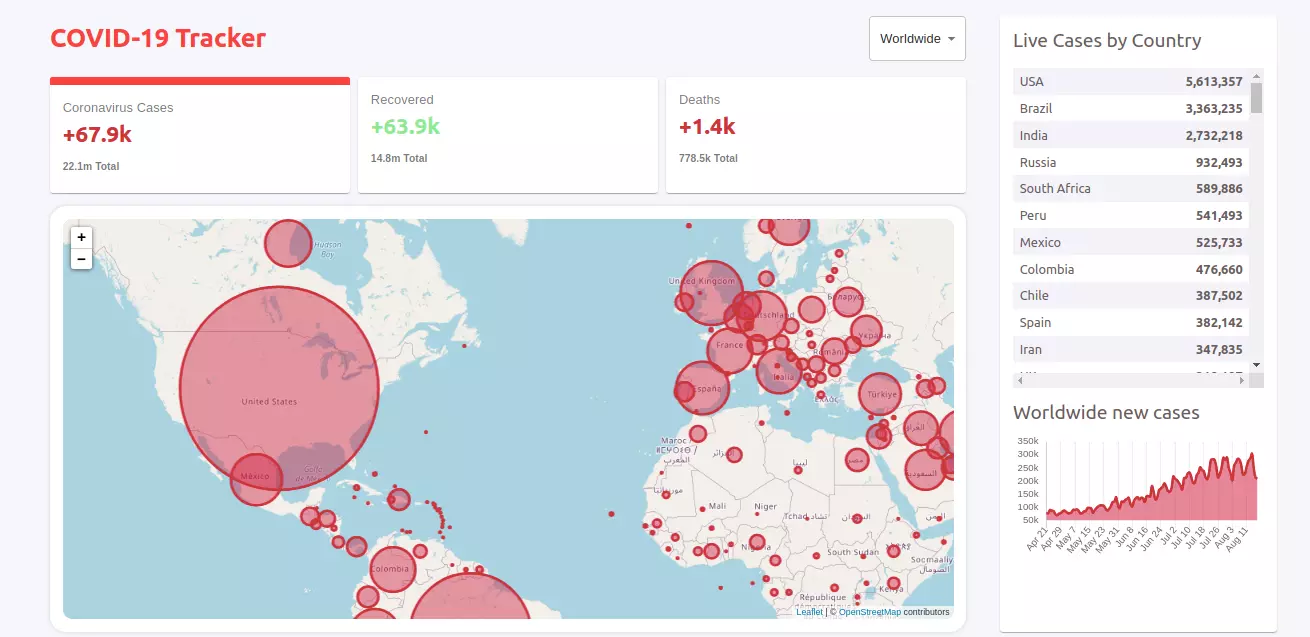 COVID-19 Tracker
Worldwide
Coronavirus Cases
+67.9k
22.1m Total
Recovered
+63.9k
14.8m Total
Deaths
+1.4k
778.5k Total
+
−
Hudson
Bay
United States
México
Golfe
Colombia
United Kingdom
Беларусь
Deutschland
Україна
France
România
Italia
España
Türkiye
Maroc /
المغرب
ليبيا
مصر
السعودية
موريتانيا
Mali
Niger
Tchad تشاد
السودان
اليمن
Nigeria
South Sudan
Soomaaliya
الصومال
Kenya
République
démocratique
Leaflet | © OpenStreetMap contributors
Live Cases by Country
USA 5,613,357
Brazil 3,363,235
India 2,732,218
Russia 932,493
South Africa 589,886
Peru 541,493
Mexico 525,733
Colombia 476,660
Chile 387,502
Spain 382,142
Iran 347,835
Worldwide new cases
350k
300k
250k
200k
150k
100k
50k
Apr 21
Apr 29
May 7
May 15
May 23
May 31
Jun 8
Jun 16
Jun 24
Jul 2
Jul 10
Jul 18
Jul 26
Aug 3
Aug 11